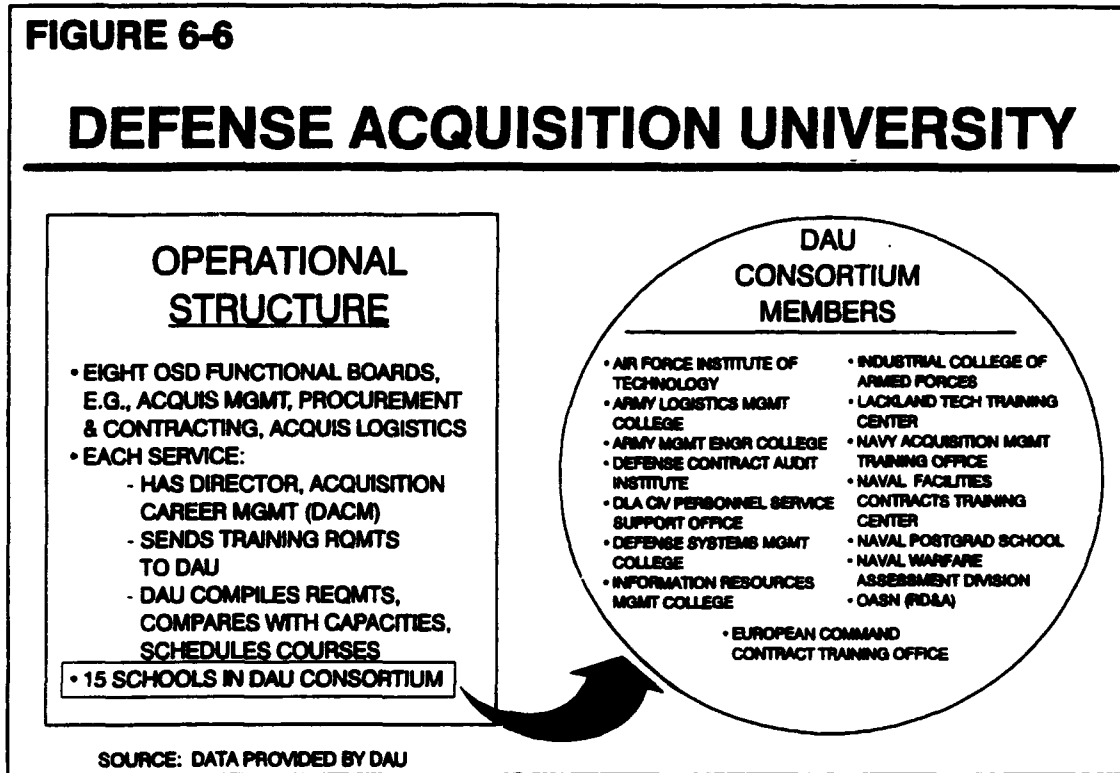 FIGURE 6-6
DEFENSE ACQUISITION UNIVERSITY
OPERATIONAL
STRUCTURE
• EIGHT OSD FUNCTIONAL BOARDS,
E.G., ACQUIS MGMT, PROCUREMENT
& CONTRACTING, ACQUIS LOGISTICS
• EACH SERVICE:
- HAS DIRECTOR, ACQUISITION
CAREER MGMT (DACM)
- SENDS TRAINING RQMTS
TO DAU
- DAU COMPILES REQMTS,
COMPARES WITH CAPACITIES,
SCHEDULES COURSES
• 15 SCHOOLS IN DAU CONSORTIUM
SOURCE: DATA PROVIDED BY DAU
DAU
CONSORTIUM
MEMBERS
• AIR FORCE INSTITUTE OF
TECHNOLOGY
• ARMY LOGISTICS MGMT
COLLEGE
• ARMY MGMT ENGR COLLEGE
• DEFENSE CONTRACT AUDIT
INSTITUTE
• DLA CIV PERSONNEL SERVICE
SUPPORT OFFICE
• DEFENSE SYSTEMS MGMT
COLLEGE
• INFORMATION RESOURCES
MGMT COLLEGE
• INDUSTRIAL COLLEGE OF
ARMED FORCES
• LACKLAND TECH TRAINING
CENTER
• NAVY ACQUISITION MGMT
TRAINING OFFICE
• NAVAL FACILITIES
CONTRACTS TRAINING
CENTER
• NAVAL POSTGRAD SCHOOL
• NAVAL WARFARE
ASSESSMENT DIVISION
• OASN (RD&A)
• EUROPEAN COMMAND
CONTRACT TRAINING OFFICE